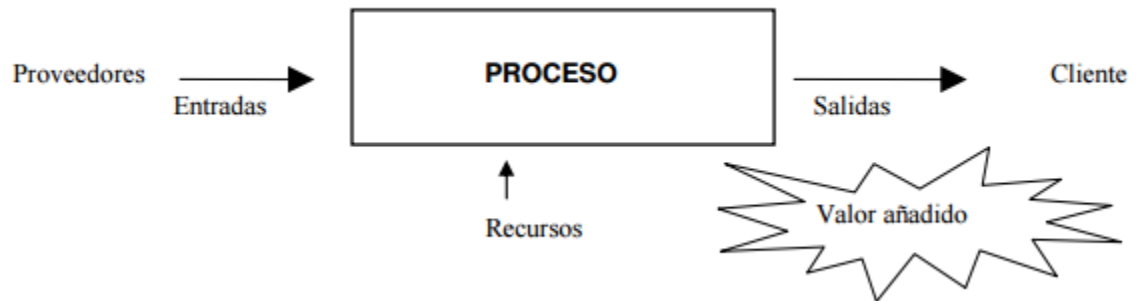 Proveedores
Entradas
PROCESO
Salidas
Cliente
Recursos
Valor añadido